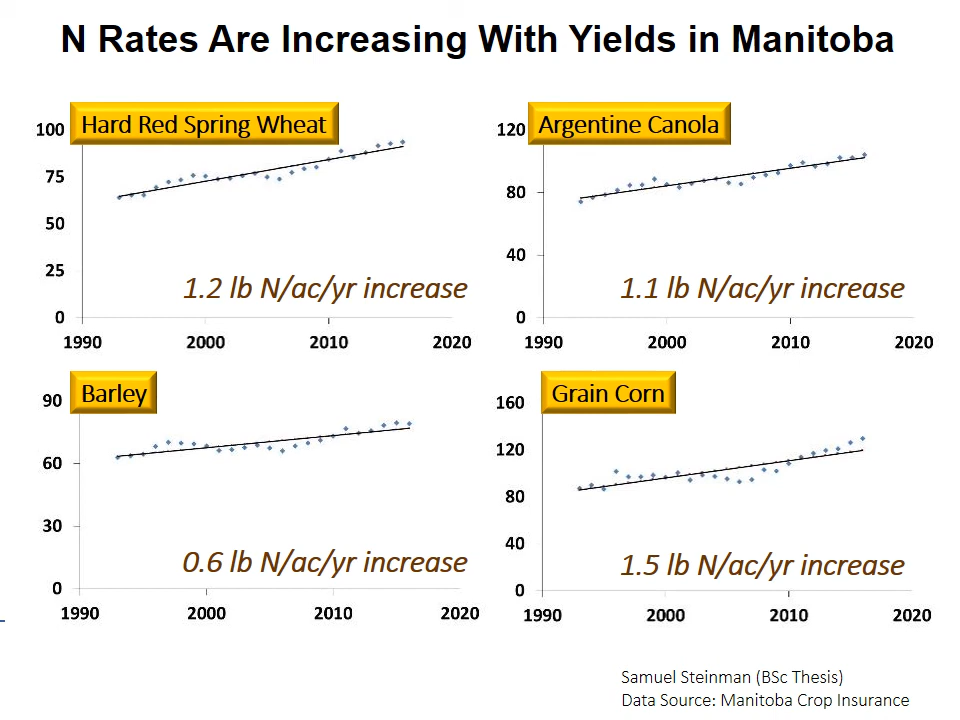 N Rates Are Increasing With Yields in Manitoba
Hard Red Spring Wheat
100
75
50
25
0
1990 2000 2010 2020
1.2 lb N/ac/yr increase
Argentine Canola
120
80
40
0
1990 2000 2010 2020
1.1 lb N/ac/yr increase
Barley
90
60
30
0
1990 2000 2010 2020
0.6 lb N/ac/yr increase
Grain Corn
160
120
80
40
0
1990 2000 2010 2020
1.5 lb N/ac/yr increase
Samuel Steinman (BSc Thesis)
Data Source: Manitoba Crop Insurance